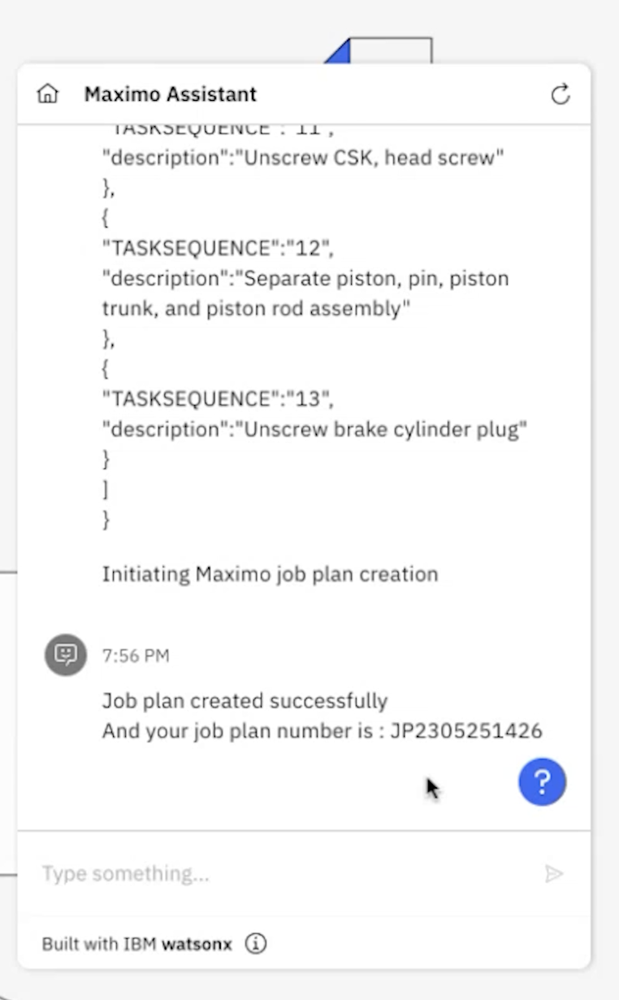 Maximo Assistant
"TASKSEQUENCE":"11",
"description":"Unscrew CSK, head screw"
},
{
"TASKSEQUENCE":"12",
"description":"Separate piston, pin, piston
trunk, and piston rod assembly"
},
{
"TASKSEQUENCE":"13",
"description":"Unscrew brake cylinder plug"
}
]
}
Initiating Maximo job plan creation
7:56 PM
Job plan created successfully
And your job plan number is : JP2305251426
?
Type something...
Built with IBM watsonx